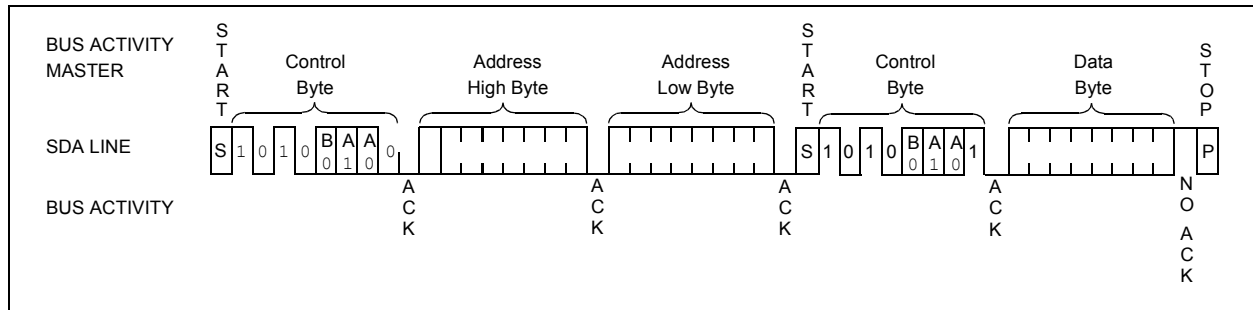 BUS ACTIVITY
MASTER
START
Control
Byte
Address
High Byte
Address
Low Byte
START
Control
Byte
Data
Byte
STOP
SDA LINE
S 1 0 1 0 B0 A1 A0 0
S 1 0 1 0 B0 A1 A0 1
P
BUS ACTIVITY
ACK
ACK
ACK
ACK
NO ACK